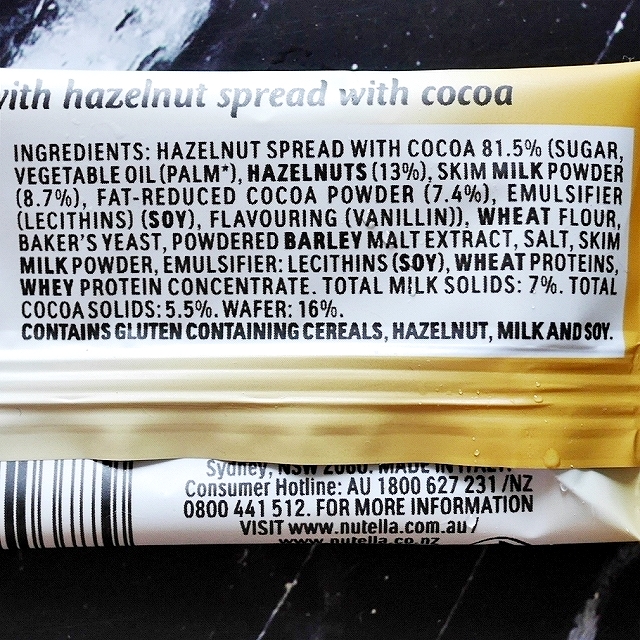 with hazelnut spread with cocoa
INGREDIENTS: HAZELNUT SPREAD WITH COCOA 81.5% (SUGAR,
VEGETABLE OIL (PALM*), HAZELNUTS (13%), SKIM MILK POWDER
(8.7%), FAT-REDUCED COCOA POWDER (7.4%), EMULSIFIER
(LECITHINS) (SOY), FLAVOURING (VANILLIN)), WHEAT FLOUR,
BAKER'S YEAST, POWDERED BARLEY MALT EXTRACT, SALT, SKIM
MILK POWDER, EMULSIFIER: LECITHINS (SOY), WHEAT PROTEINS,
WHEY PROTEIN CONCENTRATE. TOTAL MILK SOLIDS: 7%. TOTAL
COCOA SOLIDS: 5.5%. WAFER: 16%.
CONTAINS GLUTEN CONTAINING CEREALS, HAZELNUT, MILK AND SOY.
Sydney, NSW 2000. MADE IN ITALY
Consumer Hotline: AU 1800 627 231 /NZ
0800 441 512. FOR MORE INFORMATION
VISIT www.nutella.com.au /
www.nutella.co.nz